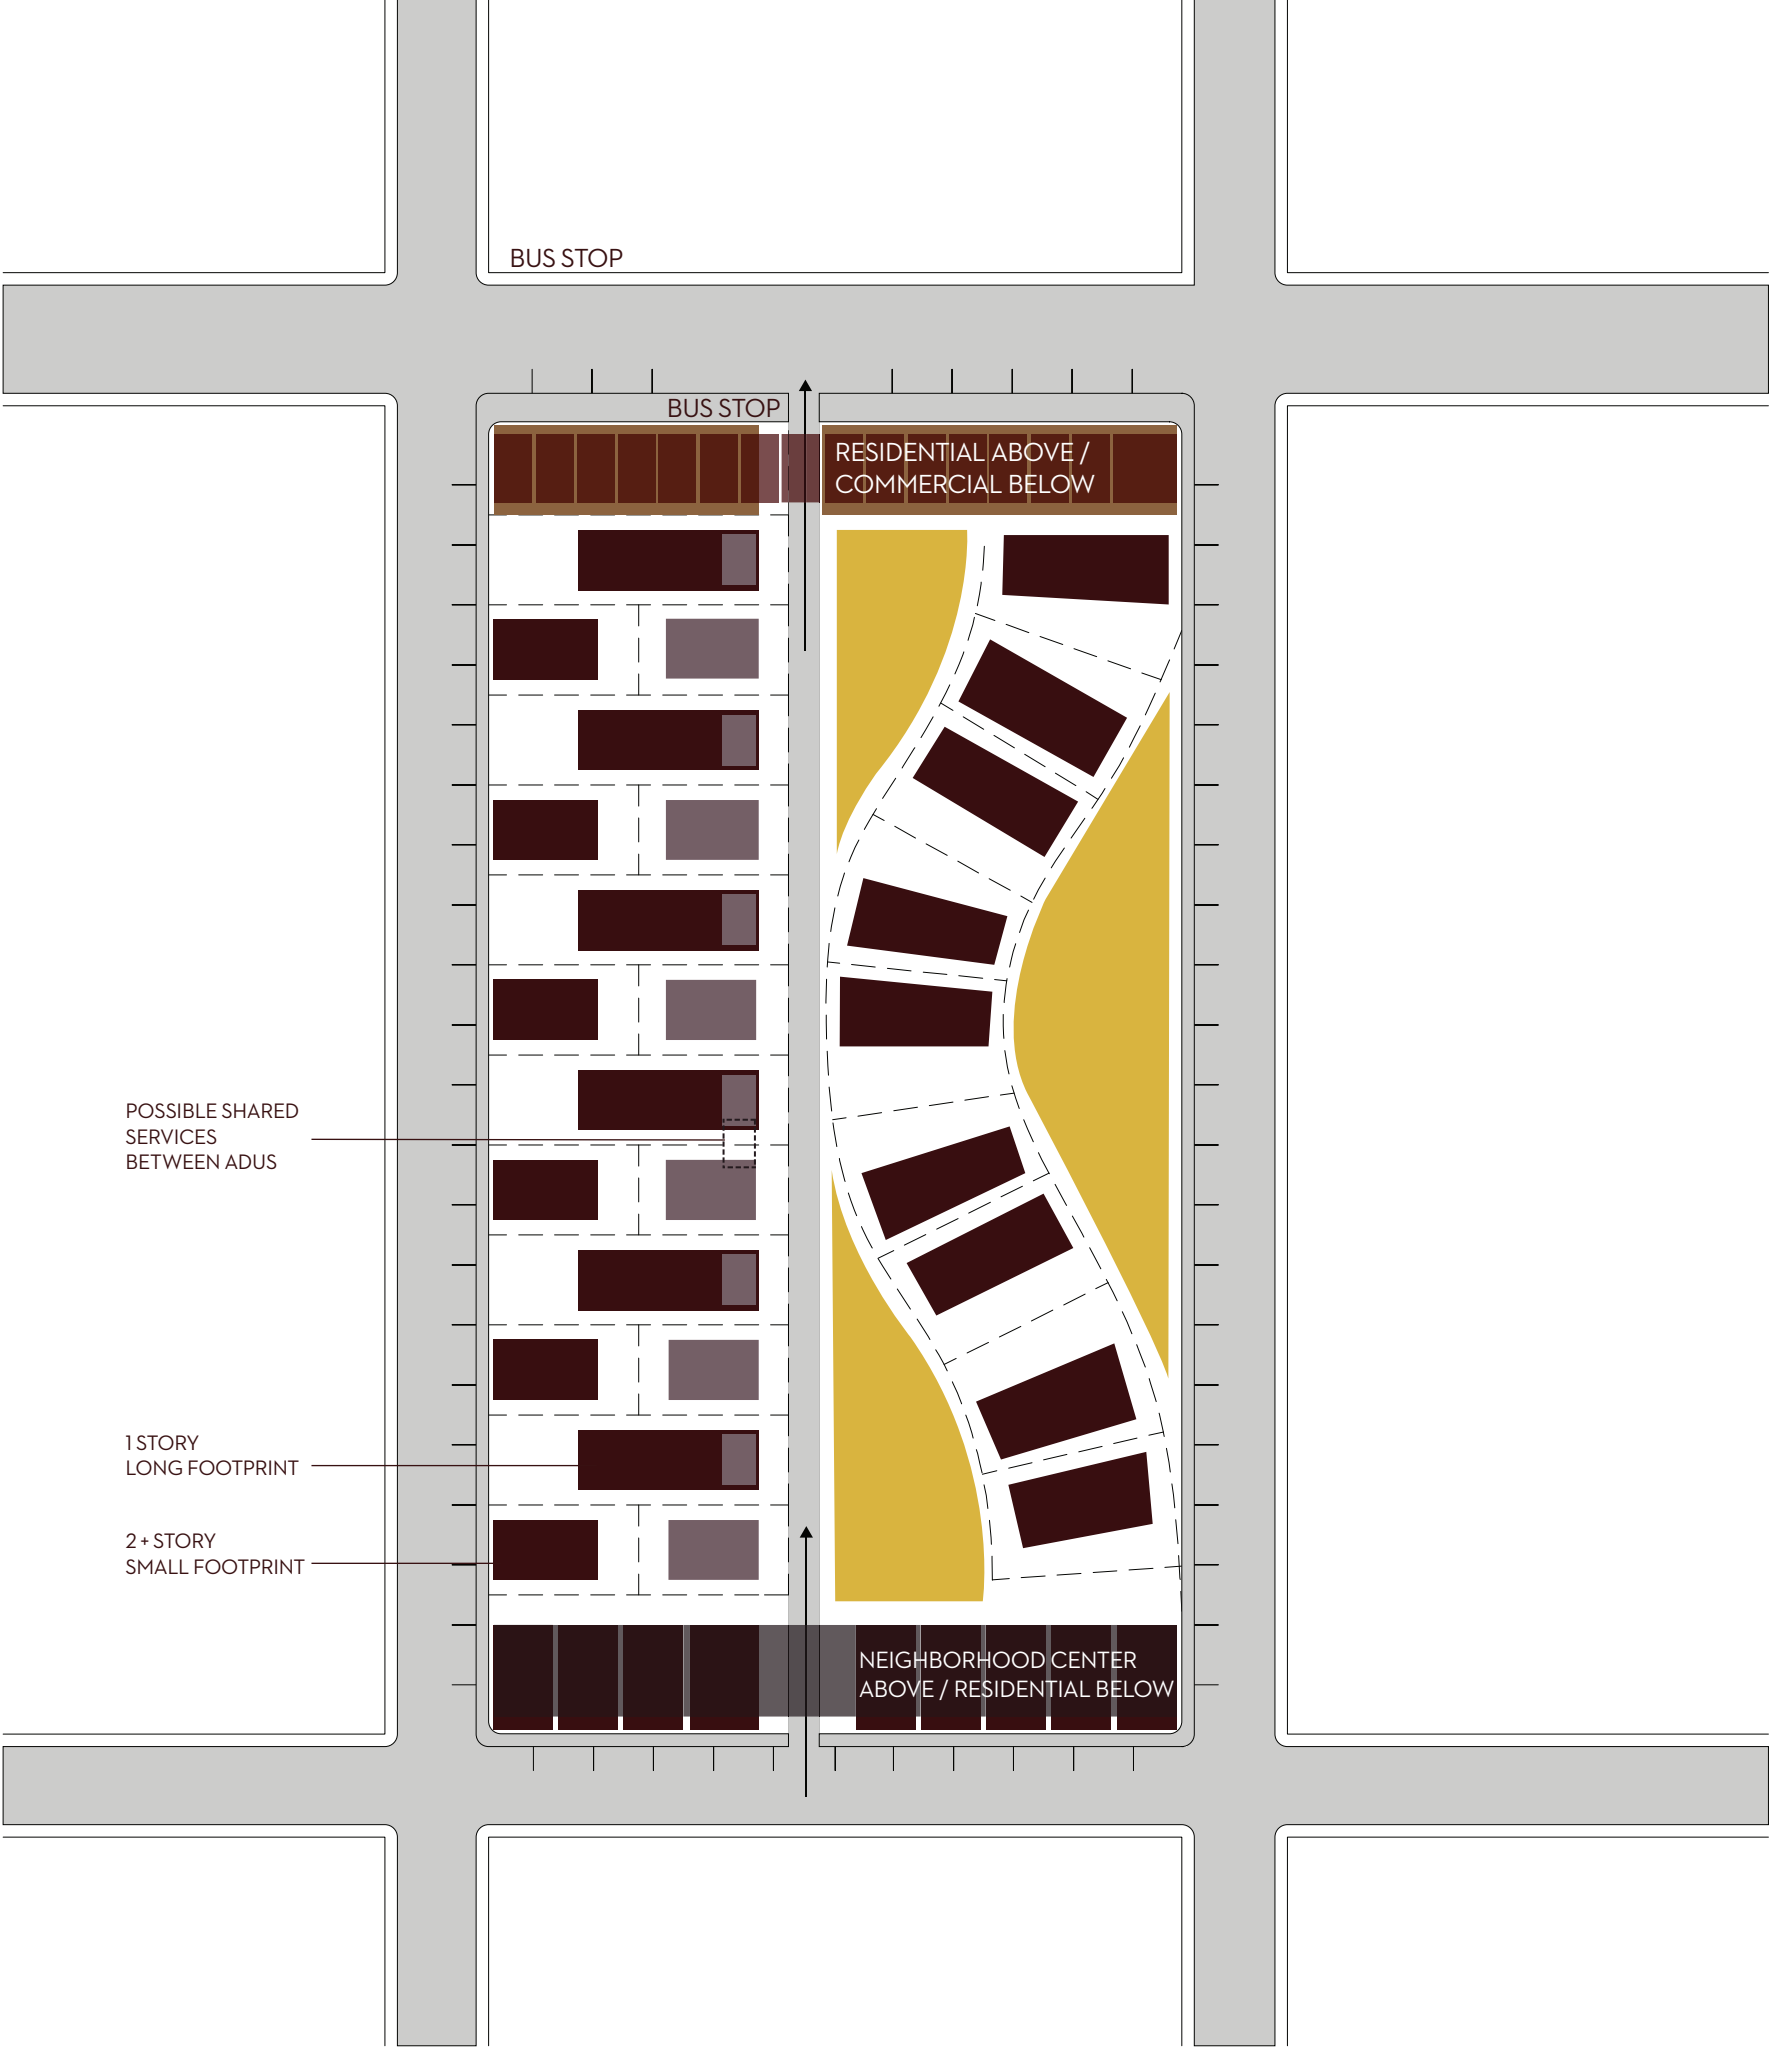 BUS STOP
BUS STOP
RESIDENTIAL ABOVE /
COMMERCIAL BELOW
POSSIBLE SHARED
SERVICES
BETWEEN ADUS
1 STORY
LONG FOOTPRINT
2 + STORY
SMALL FOOTPRINT
NEIGHBORHOOD CENTER
ABOVE / RESIDENTIAL BELOW